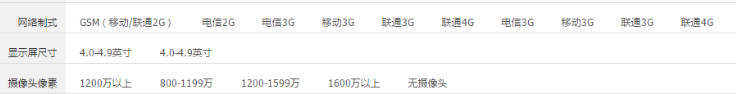 网络制式 GSM（移动/联通2G） 电信2G 电信3G 移动3G 联通3G 联通4G 电信3G 移动3G 联通3G 联通4G
显示屏尺寸 4.0-4.9英寸 4.0-4.9英寸
摄像头像素 1200万以上 800-1199万 1200-1599万 1600万以上 无摄像头